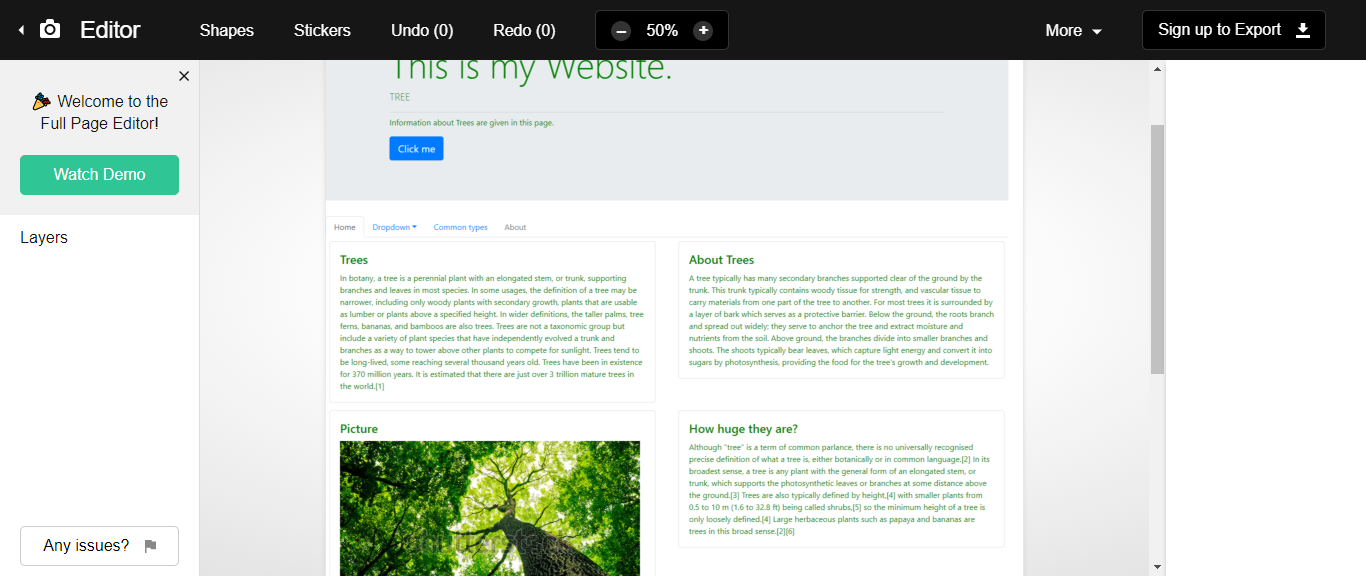 Editor
Shapes
Stickers
Undo (0)
Redo (0)
50%
More
Sign up to Export
Welcome to the
Full Page Editor!
Watch Demo
Layers
Any issues?
This is my Website.
TREE
Information about Trees are given in this page.
Click me
Home
Dropdown
Common types
About
Trees
In botany, a tree is a perennial plant with an elongated stem, or trunk, supporting
branches and leaves in most species. In some usages, the definition of a tree may be
narrower, including only woody plants with secondary growth, plants that are usable
as lumber or plants above a specified height. In wider definitions, the taller palms, tree
ferns, bananas, and bamboos are also trees. Trees are not a taxonomic group but
include a variety of plant species that have independently evolved a trunk and
branches as a way to tower above other plants to compete for sunlight. Trees tend to
be long-lived, some reaching several thousand years old. Trees have been in existence
for 370 million years. It is estimated that there are just over 3 trillion mature trees in
the world.[1]
About Trees
A tree typically has many secondary branches supported clear of the ground by the
trunk. This trunk typically contains woody tissue for strength, and vascular tissue to
carry materials from one part of the tree to another. For most trees it is surrounded by
a layer of bark which serves as a protective barrier. Below the ground, the roots branch
and spread out widely; they serve to anchor the tree and extract moisture and
nutrients from the soil. Above ground, the branches divide into smaller branches and
shoots. The shoots typically bear leaves, which capture light energy and convert it into
sugars by photosynthesis, providing the food for the tree's growth and development.
Picture
How huge they are?
Although "tree" is a term of common parlance, there is no universally recognised
precise definition of what a tree is, either botanically or in common language.[2] In its
broadest sense, a tree is any plant with the general form of an elongated stem, or
trunk, which supports the photosynthetic leaves or branches at some distance above
the ground.[3] Trees are also typically defined by height,[4] with smaller plants from
0.5 to 10 m (1.6 to 32.8 ft) being called shrubs,[5] so the minimum height of a tree is
only loosely defined.[4] Large herbaceous plants such as papaya and bananas are
trees in this broad sense.[2][6]